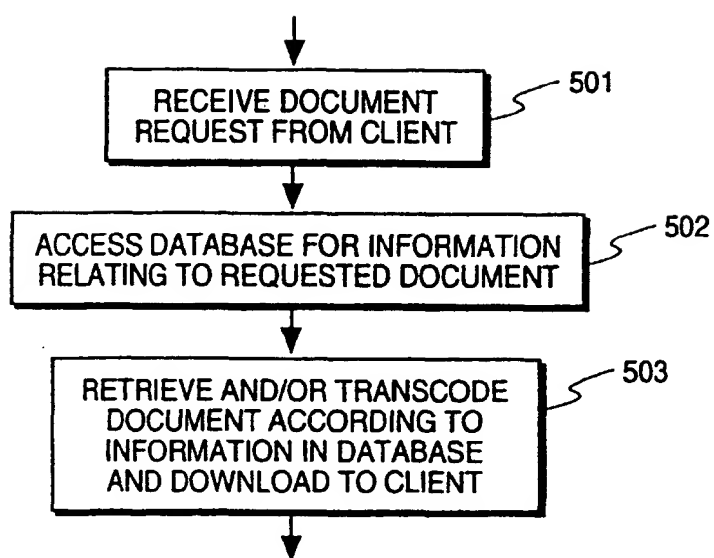 RECEIVE DOCUMENT
REQUEST FROM CLIENT
501
ACCESS DATABASE FOR INFORMATION
RELATING TO REQUESTED DOCUMENT
502
RETRIEVE AND/OR TRANSCODE
DOCUMENT ACCORDING TO
INFORMATION IN DATABASE
AND DOWNLOAD TO CLIENT
503